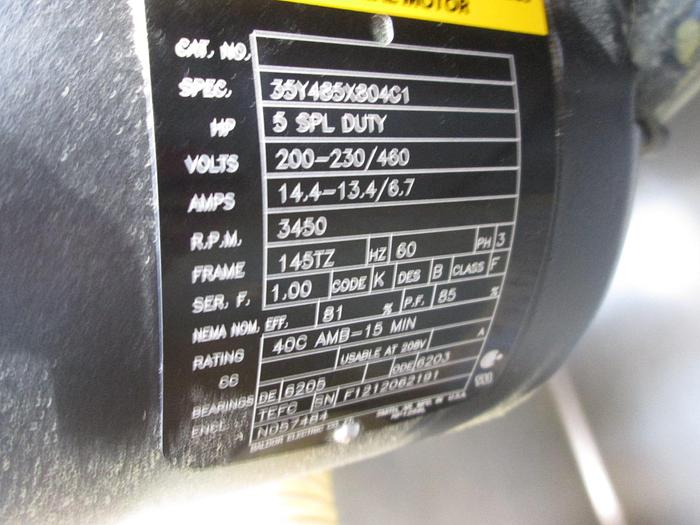 MOTOR
CAT. NO.
SPEC. 35Y485X804G1
HP 5 SPL DUTY
VOLTS 200-230/460
AMPS 14.4-13.4/6.7
R.P.M. 3450
FRAME 145TZ HZ 60 PH 3
SER. F. 1.00 CODE K DES B CLASS F
NEMA NOM. EFF. 81 % P.F. 85 %
RATING 40C AMB-15 MIN
66 USABLE AT 208V A
BEARINGS DE 6205 ODE 6203
ENCL TEFC SN F1212062191
N057484
BALDOR ELECTRIC CO.